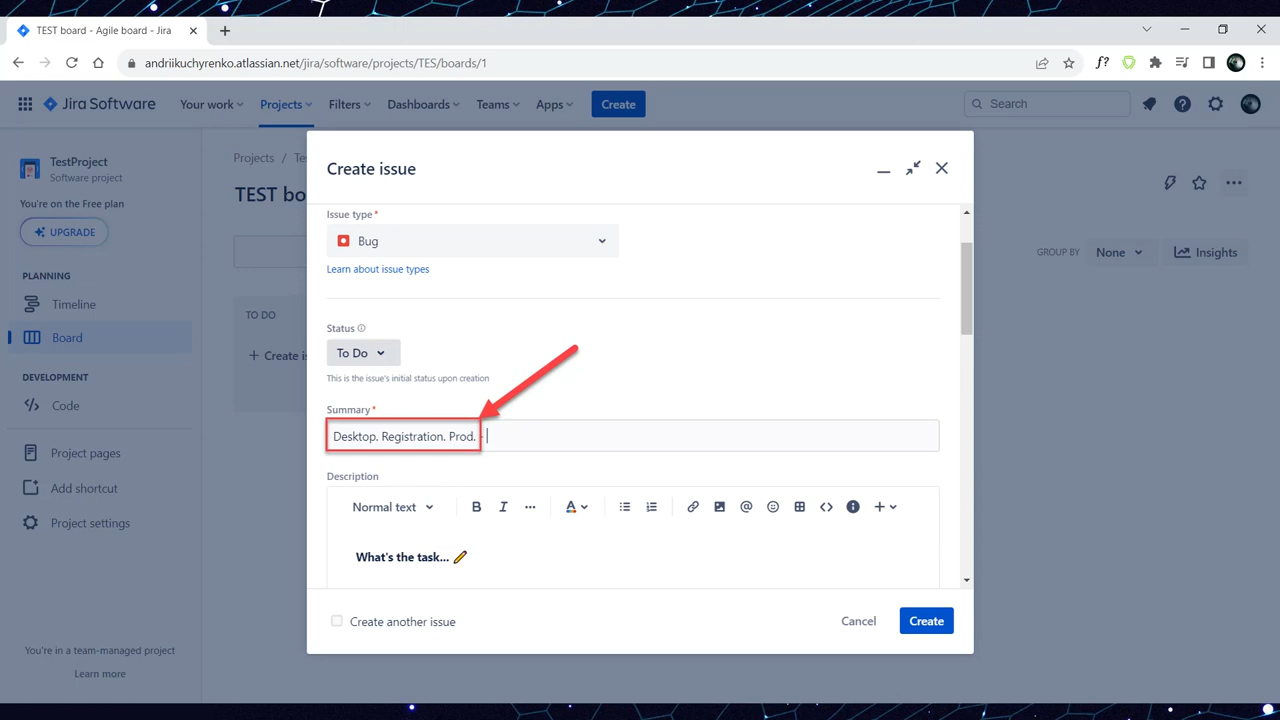 TEST board - Agile board - Jira
andriikuchyrenko.atlassian.net/jira/software/projects/TES/boards/1
f?
Jira Software
Your work
Projects
Filters
Dashboards
Teams
Apps
Create
Search
TestProject
Software project
You're on the Free plan
UPGRADE
PLANNING
Timeline
Board
DEVELOPMENT
Code
Project pages
Add shortcut
Project settings
You're in a team-managed project
Learn more
Projects / Te
TEST bo
TO DO
+ Create is
GROUP BY
None
Insights
Create issue
Issue type *
Bug
Learn about issue types
Status
To Do
This is the issue's initial status upon creation
Summary *
Desktop. Registration. Prod. -
Description
Normal text
B I ... A
What's the task...
Create another issue
Cancel
Create